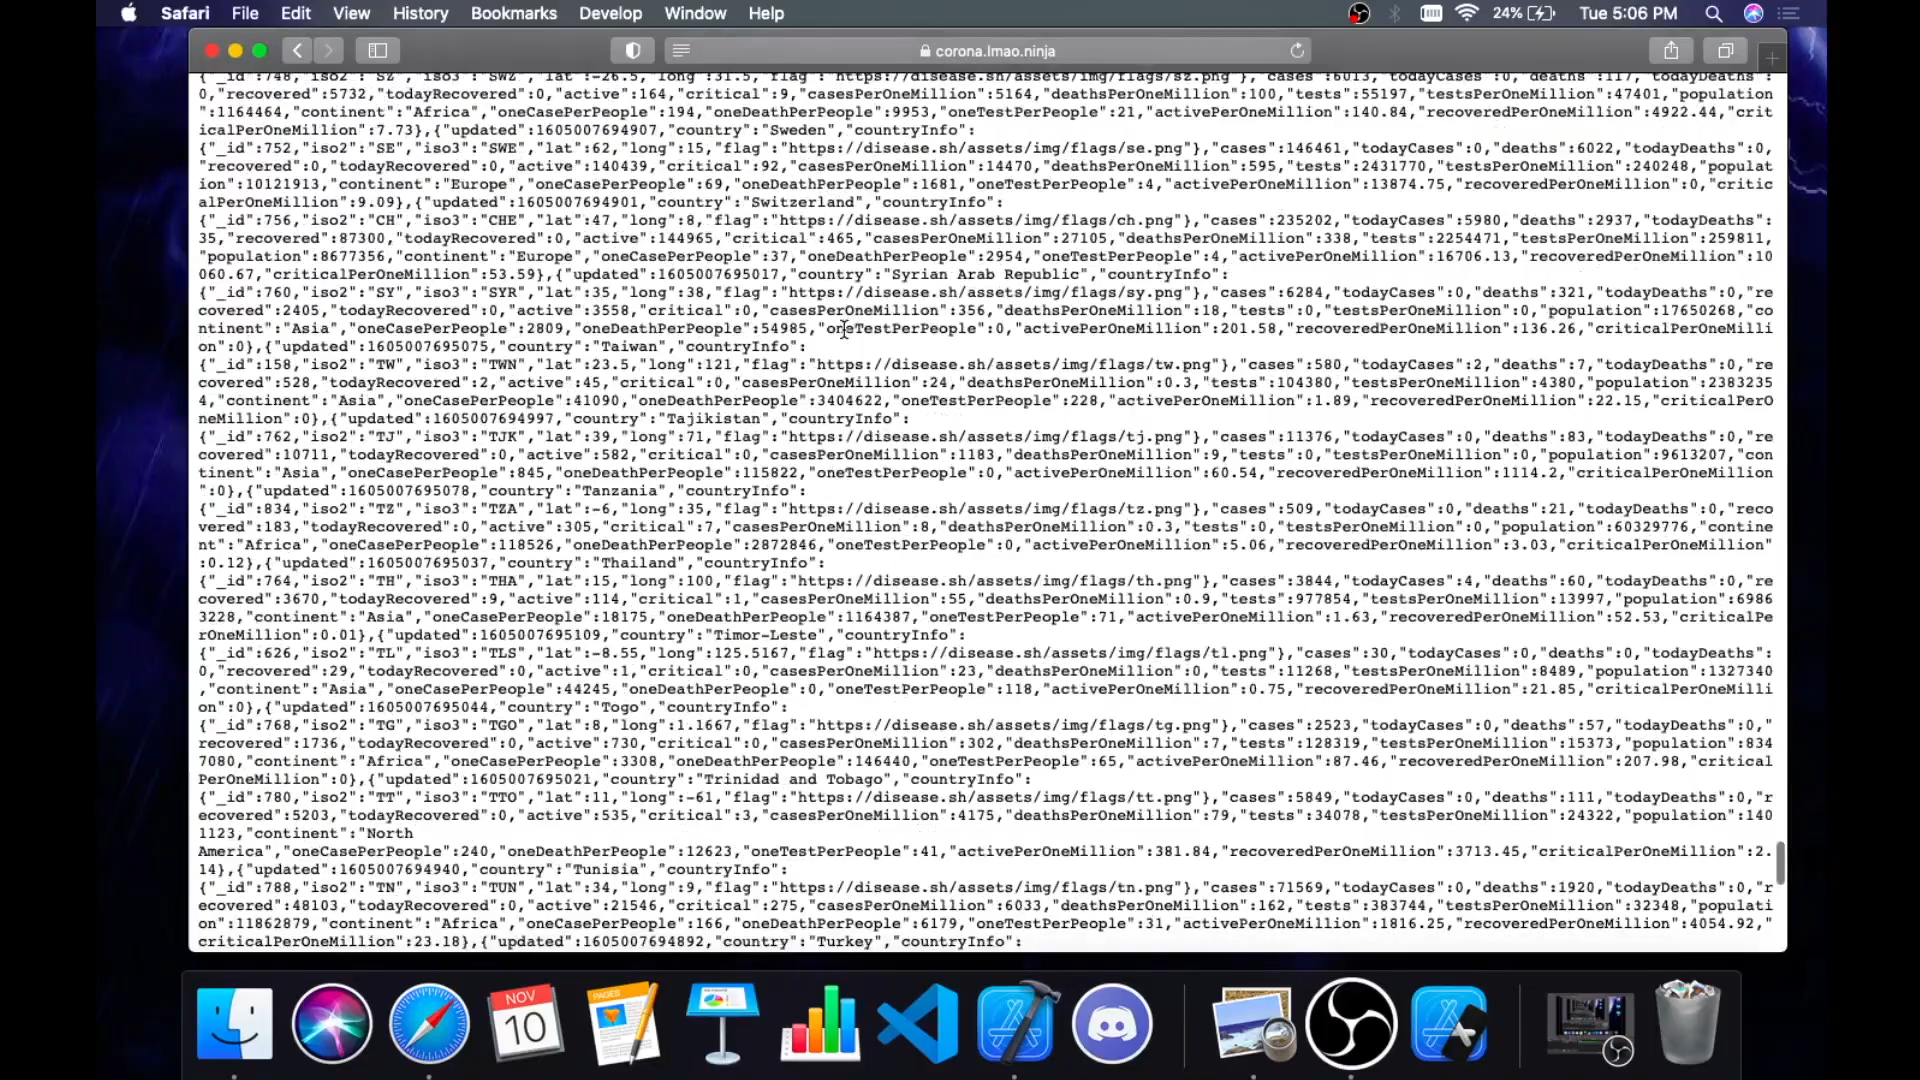 Safari File Edit View History Bookmarks Develop Window Help 24% Tue 5:06 PM
corona.lmao.ninja
{"_id":748,"iso2":"SZ","iso3":"SWZ","lat":-26.5,"long":31.5,"flag":"https://disease.sh/assets/img/flags/sz.png"},"cases":6013,"todayCases":0,"deaths":117,"todayDeaths":
0,"recovered":5732,"todayRecovered":0,"active":164,"critical":9,"casesPerOneMillion":5164,"deathsPerOneMillion":100,"tests":55197,"testsPerOneMillion":47401,"population
":1164464,"continent":"Africa","oneCasePerPeople":194,"oneDeathPerPeople":9953,"oneTestPerPeople":21,"activePerOneMillion":140.84,"recoveredPerOneMillion":4922.44,"crit
icalPerOneMillion":7.73},{"updated":1605007694907,"country":"Sweden","countryInfo":
{"_id":752,"iso2":"SE","iso3":"SWE","lat":62,"long":15,"flag":"https://disease.sh/assets/img/flags/se.png"},"cases":146461,"todayCases":0,"deaths":6022,"todayDeaths":0,
"recovered":0,"todayRecovered":0,"active":140439,"critical":92,"casesPerOneMillion":14470,"deathsPerOneMillion":595,"tests":2431770,"testsPerOneMillion":240248,"populat
ion":10121913,"continent":"Europe","oneCasePerPeople":69,"oneDeathPerPeople":1681,"oneTestPerPeople":4,"activePerOneMillion":13874.75,"recoveredPerOneMillion":0,"critic
alPerOneMillion":9.09},{"updated":1605007694901,"country":"Switzerland","countryInfo":
{"_id":756,"iso2":"CH","iso3":"CHE","lat":47,"long":8,"flag":"https://disease.sh/assets/img/flags/ch.png"},"cases":235202,"todayCases":5980,"deaths":2937,"todayDeaths":
35,"recovered":87300,"todayRecovered":0,"active":144965,"critical":465,"casesPerOneMillion":27105,"deathsPerOneMillion":338,"tests":2254471,"testsPerOneMillion":259811,
"population":8677356,"continent":"Europe","oneCasePerPeople":37,"oneDeathPerPeople":2954,"oneTestPerPeople":4,"activePerOneMillion":16706.13,"recoveredPerOneMillion":10
060.67,"criticalPerOneMillion":53.59},{"updated":1605007695017,"country":"Syrian Arab Republic","countryInfo":
{"_id":760,"iso2":"SY","iso3":"SYR","lat":35,"long":38,"flag":"https://disease.sh/assets/img/flags/sy.png"},"cases":6284,"todayCases":0,"deaths":321,"todayDeaths":0,"re
covered":2405,"todayRecovered":0,"active":3558,"critical":0,"casesPerOneMillion":356,"deathsPerOneMillion":18,"tests":0,"testsPerOneMillion":0,"population":17650268,"co
ntinent":"Asia","oneCasePerPeople":2809,"oneDeathPerPeople":54985,"oneTestPerPeople":0,"activePerOneMillion":201.58,"recoveredPerOneMillion":136.26,"criticalPerOneMilli
on":0},{"updated":1605007695075,"country":"Taiwan","countryInfo":
{"_id":158,"iso2":"TW","iso3":"TWN","lat":23.5,"long":121,"flag":"https://disease.sh/assets/img/flags/tw.png"},"cases":580,"todayCases":2,"deaths":7,"todayDeaths":0,"re
covered":528,"todayRecovered":2,"active":45,"critical":0,"casesPerOneMillion":24,"deathsPerOneMillion":0.3,"tests":104380,"testsPerOneMillion":4380,"population":2383235
4,"continent":"Asia","oneCasePerPeople":41090,"oneDeathPerPeople":3404622,"oneTestPerPeople":228,"activePerOneMillion":1.89,"recoveredPerOneMillion":22.15,"criticalPerO
neMillion":0},{"updated":1605007694997,"country":"Tajikistan","countryInfo":
{"_id":762,"iso2":"TJ","iso3":"TJK","lat":39,"long":71,"flag":"https://disease.sh/assets/img/flags/tj.png"},"cases":11376,"todayCases":0,"deaths":83,"todayDeaths":0,"re
covered":10711,"todayRecovered":0,"active":582,"critical":0,"casesPerOneMillion":1183,"deathsPerOneMillion":9,"tests":0,"testsPerOneMillion":0,"population":9613207,"con
tinent":"Asia","oneCasePerPeople":845,"oneDeathPerPeople":115822,"oneTestPerPeople":0,"activePerOneMillion":60.54,"recoveredPerOneMillion":1114.2,"criticalPerOneMillion
":0},{"updated":1605007695078,"country":"Tanzania","countryInfo":
{"_id":834,"iso2":"TZ","iso3":"TZA","lat":-6,"long":35,"flag":"https://disease.sh/assets/img/flags/tz.png"},"cases":509,"todayCases":0,"deaths":21,"todayDeaths":0,"reco
vered":183,"todayRecovered":0,"active":305,"critical":7,"casesPerOneMillion":8,"deathsPerOneMillion":0.3,"tests":0,"testsPerOneMillion":0,"population":60329776,"contine
nt":"Africa","oneCasePerPeople":118526,"oneDeathPerPeople":2872846,"oneTestPerPeople":0,"activePerOneMillion":5.06,"recoveredPerOneMillion":3.03,"criticalPerOneMillion"
:0.12},{"updated":1605007695037,"country":"Thailand","countryInfo":
{"_id":764,"iso2":"TH","iso3":"THA","lat":15,"long":100,"flag":"https://disease.sh/assets/img/flags/th.png"},"cases":3844,"todayCases":4,"deaths":60,"todayDeaths":0,"re
covered":3670,"todayRecovered":9,"active":114,"critical":1,"casesPerOneMillion":55,"deathsPerOneMillion":0.9,"tests":977854,"testsPerOneMillion":13997,"population":6986
3228,"continent":"Asia","oneCasePerPeople":18175,"oneDeathPerPeople":1164387,"oneTestPerPeople":71,"activePerOneMillion":1.63,"recoveredPerOneMillion":52.53,"criticalPe
rOneMillion":0.01},{"updated":1605007695109,"country":"Timor-Leste","countryInfo":
{"_id":626,"iso2":"TL","iso3":"TLS","lat":-8.55,"long":125.5167,"flag":"https://disease.sh/assets/img/flags/tl.png"},"cases":30,"todayCases":0,"deaths":0,"todayDeaths":
0,"recovered":29,"todayRecovered":0,"active":1,"critical":0,"casesPerOneMillion":23,"deathsPerOneMillion":0,"tests":11268,"testsPerOneMillion":8489,"population":1327340
,"continent":"Asia","oneCasePerPeople":44245,"oneDeathPerPeople":0,"oneTestPerPeople":118,"activePerOneMillion":0.75,"recoveredPerOneMillion":21.85,"criticalPerOneMilli
on":0},{"updated":1605007695044,"country":"Togo","countryInfo":
{"_id":768,"iso2":"TG","iso3":"TGO","lat":8,"long":1.1667,"flag":"https://disease.sh/assets/img/flags/tg.png"},"cases":2523,"todayCases":0,"deaths":57,"todayDeaths":0,"
recovered":1736,"todayRecovered":0,"active":730,"critical":0,"casesPerOneMillion":302,"deathsPerOneMillion":7,"tests":128319,"testsPerOneMillion":15373,"population":834
7080,"continent":"Africa","oneCasePerPeople":3308,"oneDeathPerPeople":146440,"oneTestPerPeople":65,"activePerOneMillion":87.46,"recoveredPerOneMillion":207.98,"critical
PerOneMillion":0},{"updated":1605007695021,"country":"Trinidad and Tobago","countryInfo":
{"_id":780,"iso2":"TT","iso3":"TTO","lat":11,"long":-61,"flag":"https://disease.sh/assets/img/flags/tt.png"},"cases":5849,"todayCases":0,"deaths":111,"todayDeaths":0,"r
ecovered":5203,"todayRecovered":0,"active":535,"critical":3,"casesPerOneMillion":4175,"deathsPerOneMillion":79,"tests":34078,"testsPerOneMillion":24322,"population":140
1123,"continent":"North
America","oneCasePerPeople":240,"oneDeathPerPeople":12623,"oneTestPerPeople":41,"activePerOneMillion":381.84,"recoveredPerOneMillion":3713.45,"criticalPerOneMillion":2.
14},{"updated":1605007694940,"country":"Tunisia","countryInfo":
{"_id":788,"iso2":"TN","iso3":"TUN","lat":34,"long":9,"flag":"https://disease.sh/assets/img/flags/tn.png"},"cases":71569,"todayCases":0,"deaths":1920,"todayDeaths":0,"r
ecovered":48103,"todayRecovered":0,"active":21546,"critical":275,"casesPerOneMillion":6033,"deathsPerOneMillion":162,"tests":383744,"testsPerOneMillion":32348,"populati
on":11862879,"continent":"Africa","oneCasePerPeople":166,"oneDeathPerPeople":6179,"oneTestPerPeople":31,"activePerOneMillion":1816.25,"recoveredPerOneMillion":4054.92,"
criticalPerOneMillion":23.18},{"updated":1605007694892,"country":"Turkey","countryInfo":
NOV
10
PAGES